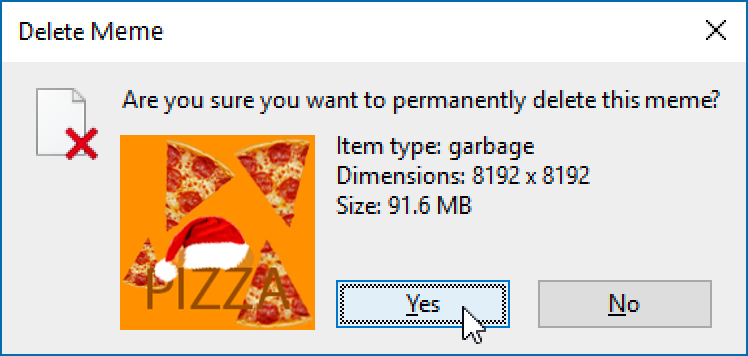 Delete Meme
Are you sure you want to permanently delete this meme?
Item type: garbage
Dimensions: 8192 x 8192
Size: 91.6 MB
PIZZA
Yes
No